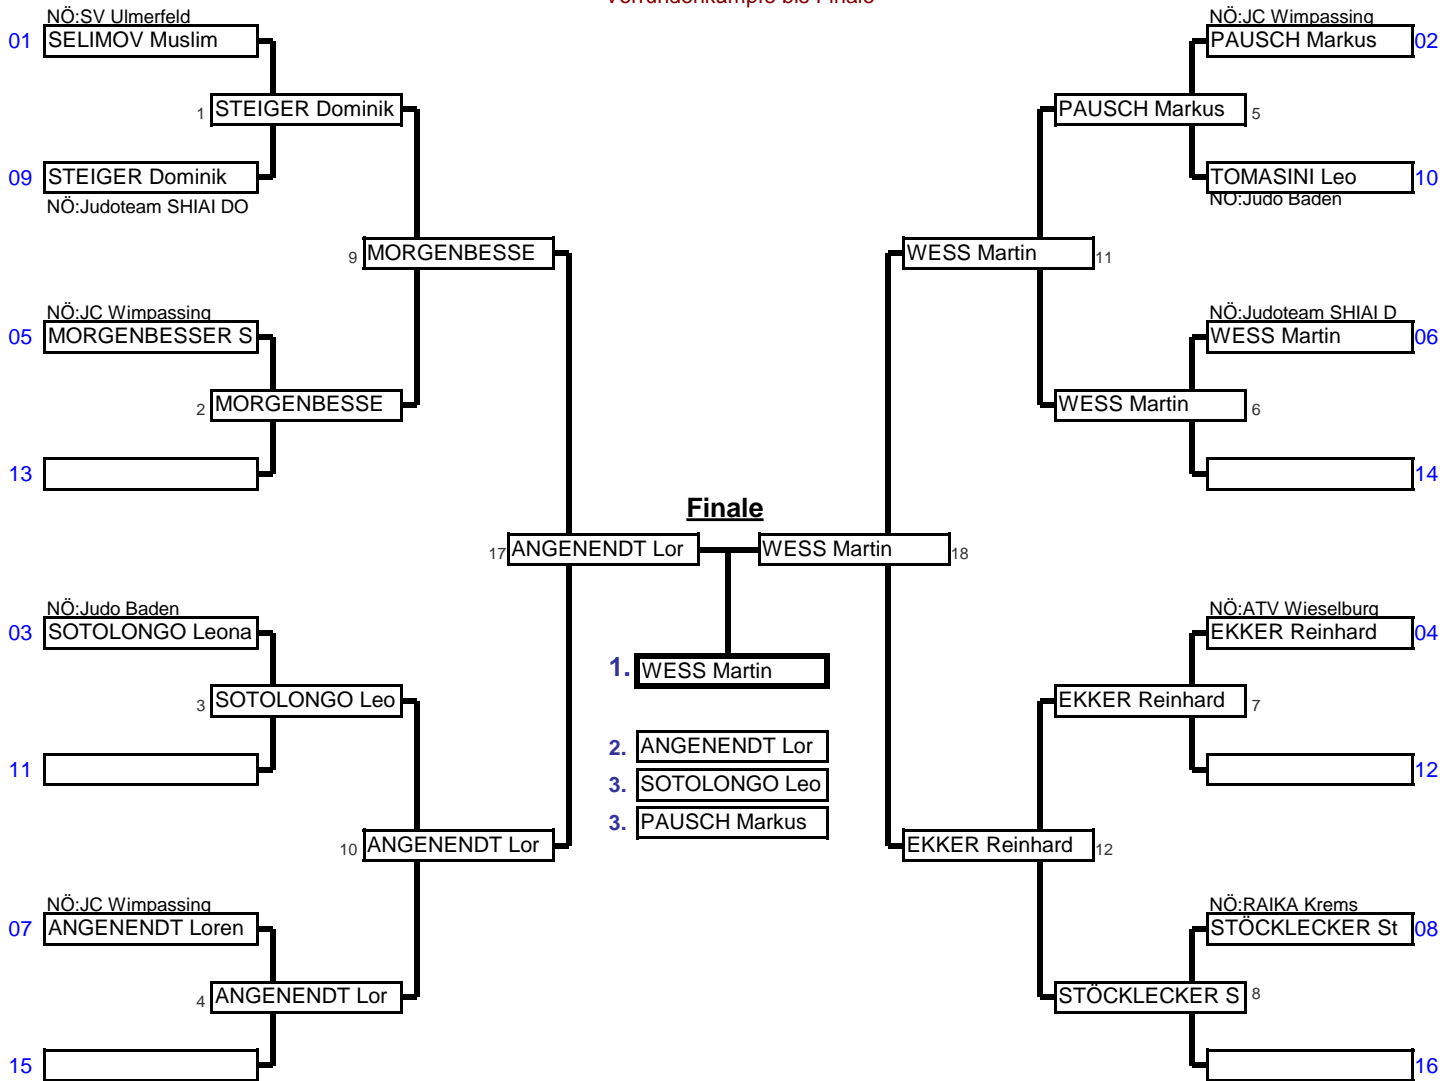 Vorrundenkämpfe bis Finale
NÖ:SV Ulmerfeld
01 SELIMOV Muslim
1 STEIGER Dominik
09 STEIGER Dominik
NÖ:Judoteam SHIAI DO
9 MORGENBESSE
NÖ:JC Wimpassing
05 MORGENBESSER S
2 MORGENBESSE
13
17 ANGENENDT Lor
NÖ:Judo Baden
03 SOTOLONGO Leona
3 SOTOLONGO Leo
11
10 ANGENENDT Lor
NÖ:JC Wimpassing
07 ANGENENDT Loren
4 ANGENENDT Lor
15
Finale
1. WESS Martin
2. ANGENENDT Lor
3. SOTOLONGO Leo
3. PAUSCH Markus
NÖ:JC Wimpassing
PAUSCH Markus 02
PAUSCH Markus 5
TOMASINI Leo 10
NÖ:Judo Baden
WESS Martin 11
NÖ:Judoteam SHIAI D
WESS Martin 06
WESS Martin 6
14
WESS Martin 18
NÖ:ATV Wieselburg
EKKER Reinhard 04
EKKER Reinhard 7
12
EKKER Reinhard 12
NÖ:RAIKA Krems
STÖCKLECKER St 08
STÖCKLECKER S 8
16